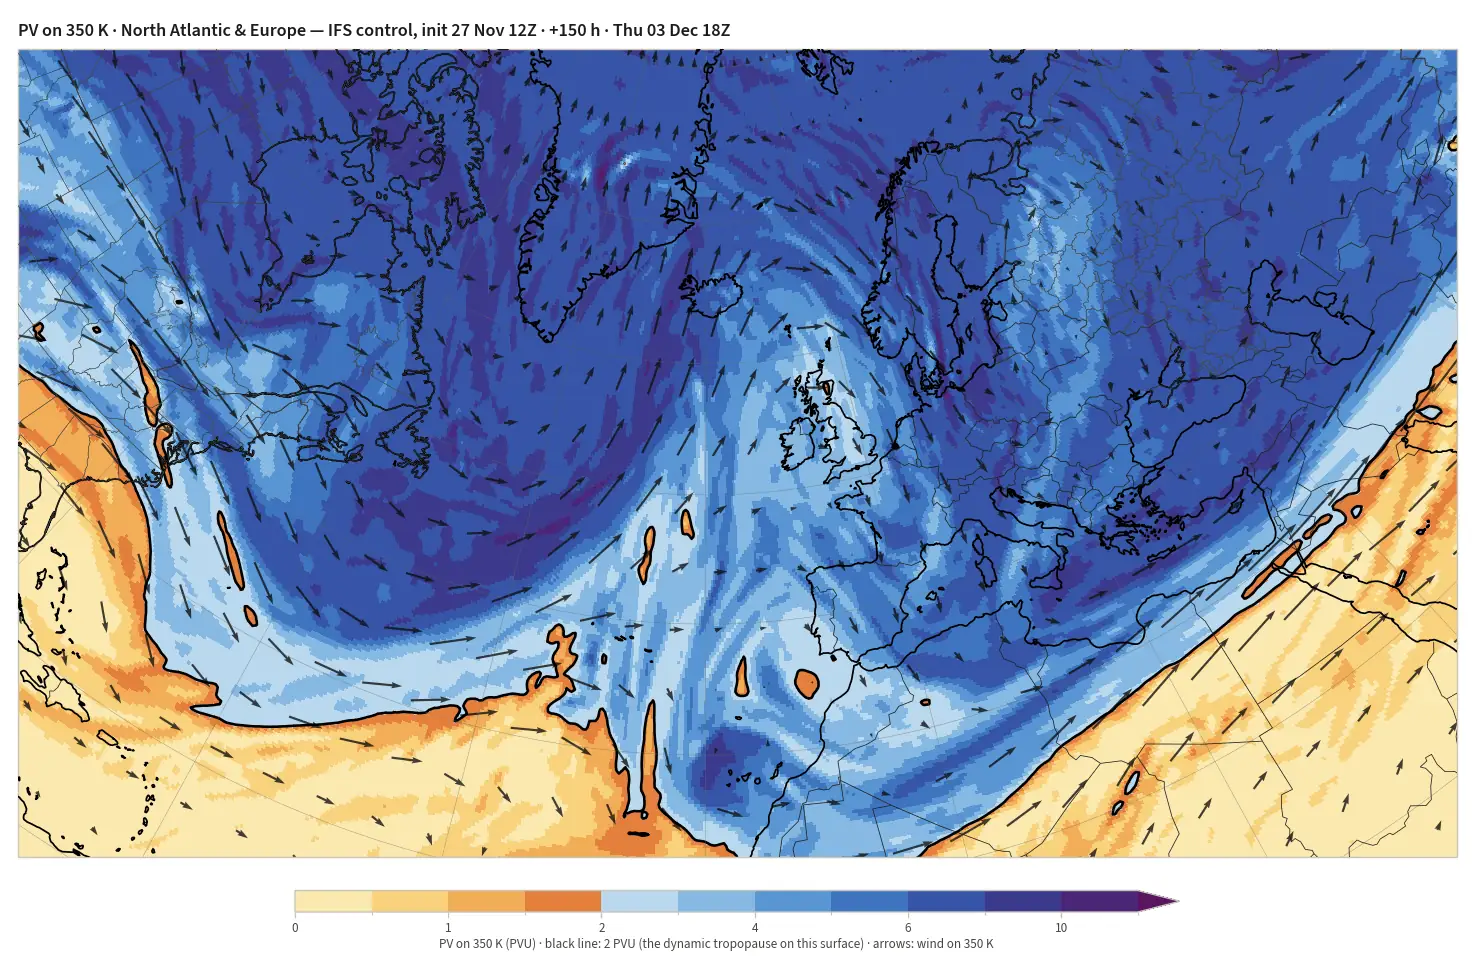 PV on 350 K · North Atlantic & Europe — IFS control, init 27 Nov 12Z · +150 h · Thu 03 Dec 18Z
0 1 2 4 6 10
PV on 350 K (PVU) · black line: 2 PVU (the dynamic tropopause on this surface) · arrows: wind on 350 K